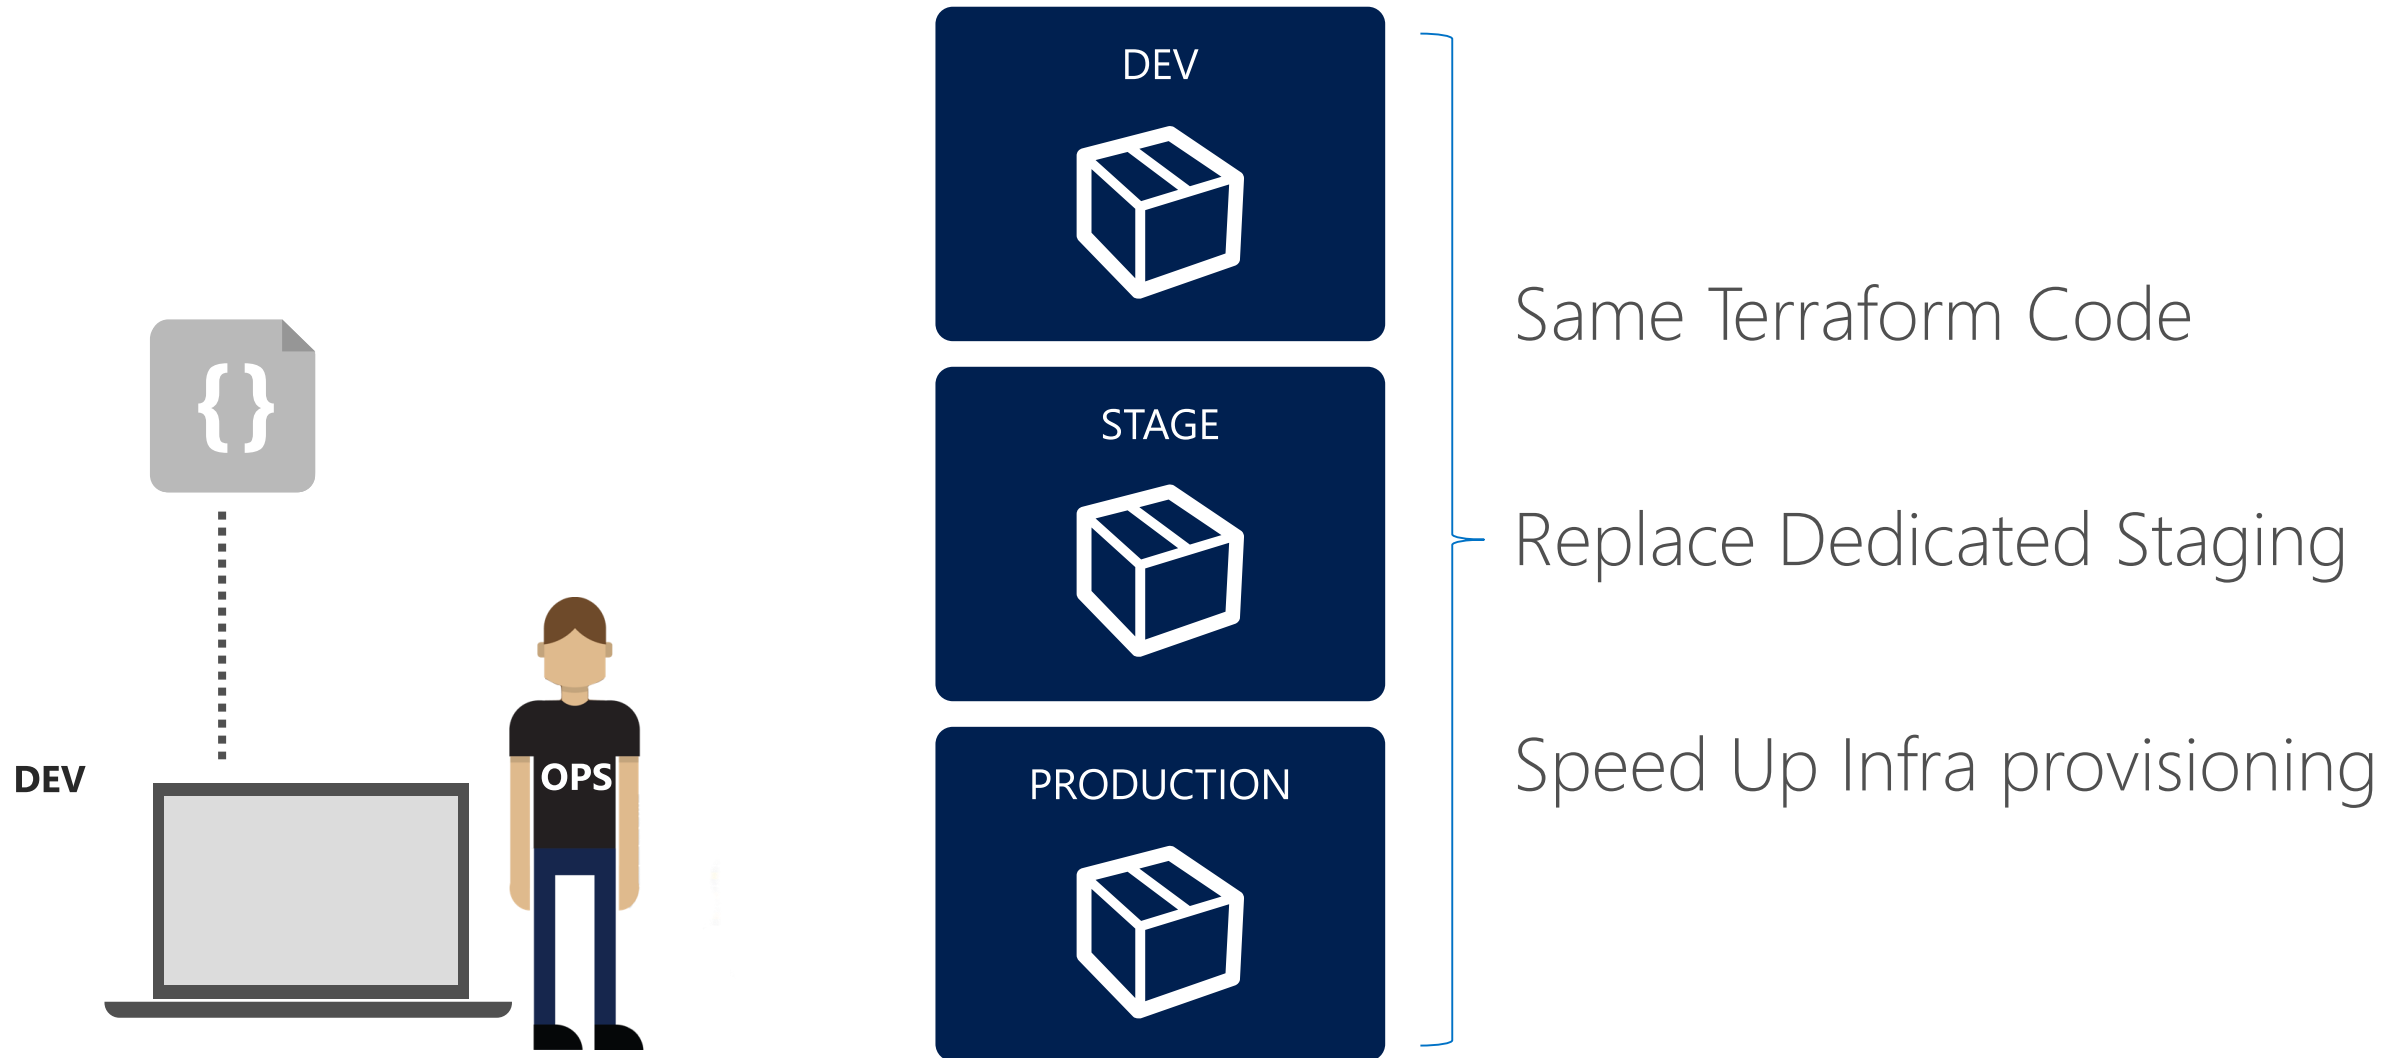 DEV
{}
OPS
DEV
STAGE
PRODUCTION
Same Terraform Code
Replace Dedicated Staging
Speed Up Infra provisioning